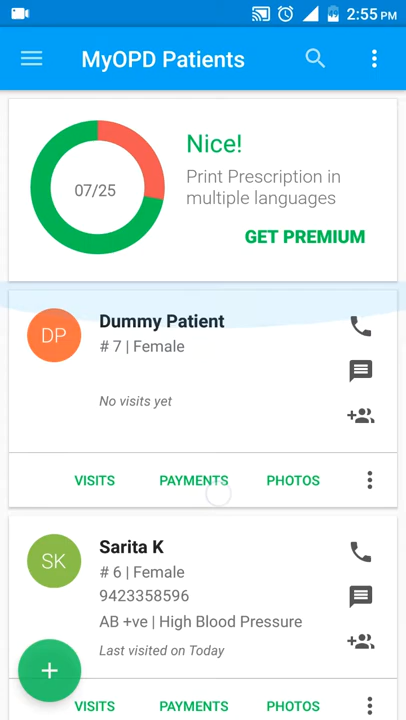 2:55 PM
MyOPD Patients
07/25
Nice!
Print Prescription in
multiple languages
GET PREMIUM
DP
Dummy Patient
# 7 | Female
No visits yet
VISITS PAYMENTS PHOTOS
SK
Sarita K
# 6 | Female
9423358596
AB +ve | High Blood Pressure
Last visited on Today
+
VISITS PAYMENTS PHOTOS